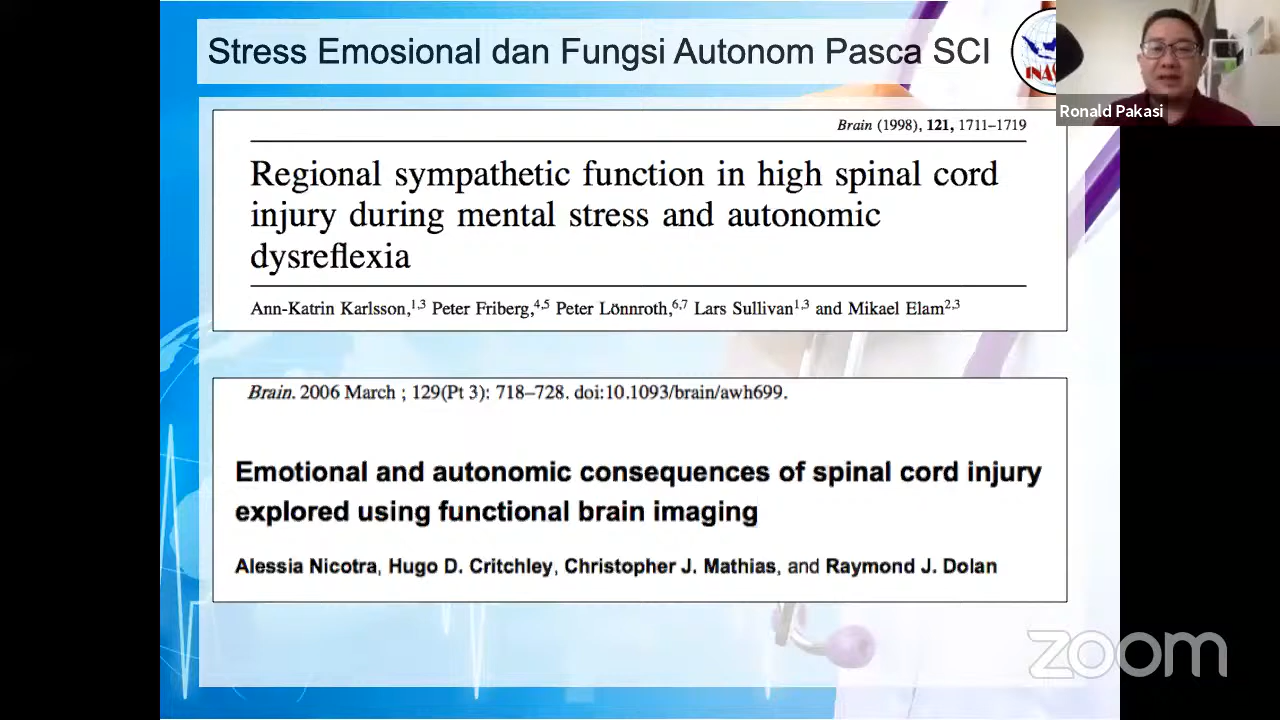 Stress Emosional dan Fungsi Autonom Pasca SCI
Ronald Pakasi
Brain (1998), 121, 1711–1719
Regional sympathetic function in high spinal cord
injury during mental stress and autonomic
dysreflexia
Ann-Katrin Karlsson,1,3 Peter Friberg,4,5 Peter Lönnroth,6,7 Lars Sullivan1,3 and Mikael Elam2,3
Brain. 2006 March ; 129(Pt 3): 718–728. doi:10.1093/brain/awh699.
Emotional and autonomic consequences of spinal cord injury
explored using functional brain imaging
Alessia Nicotra, Hugo D. Critchley, Christopher J. Mathias, and Raymond J. Dolan
zoom